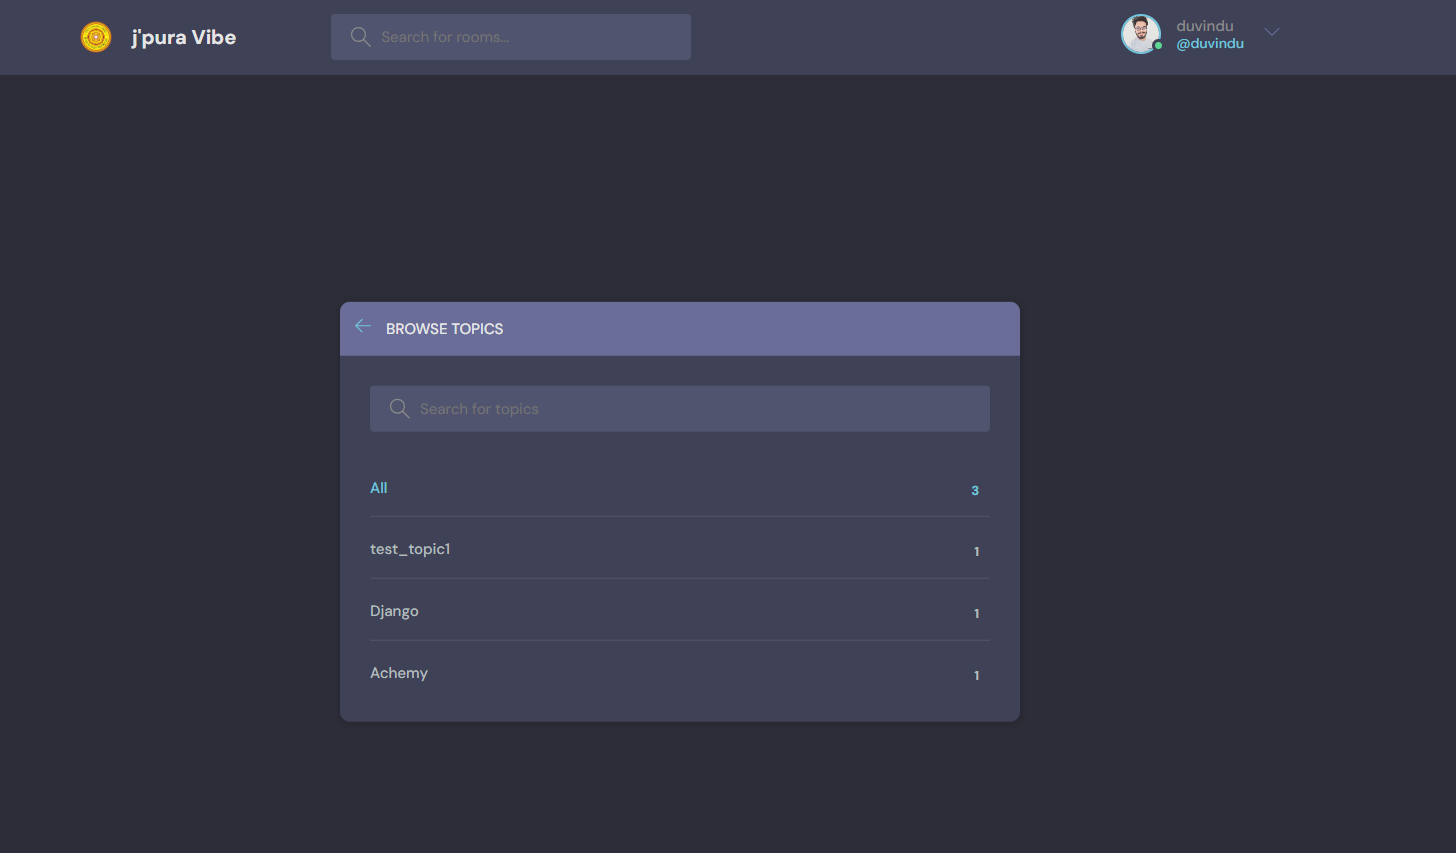 j'pura Vibe
Search for rooms...
duvindu
@duvindu
BROWSE TOPICS
Search for topics
All 3
test_topic1 1
Django 1
Achemy 1